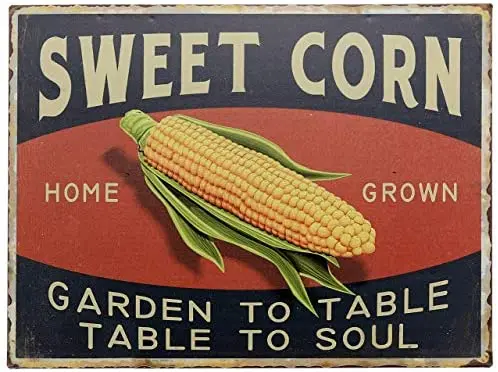 SWEET CORN
HOME GROWN
GARDEN TO TABLE
TABLE TO SOUL